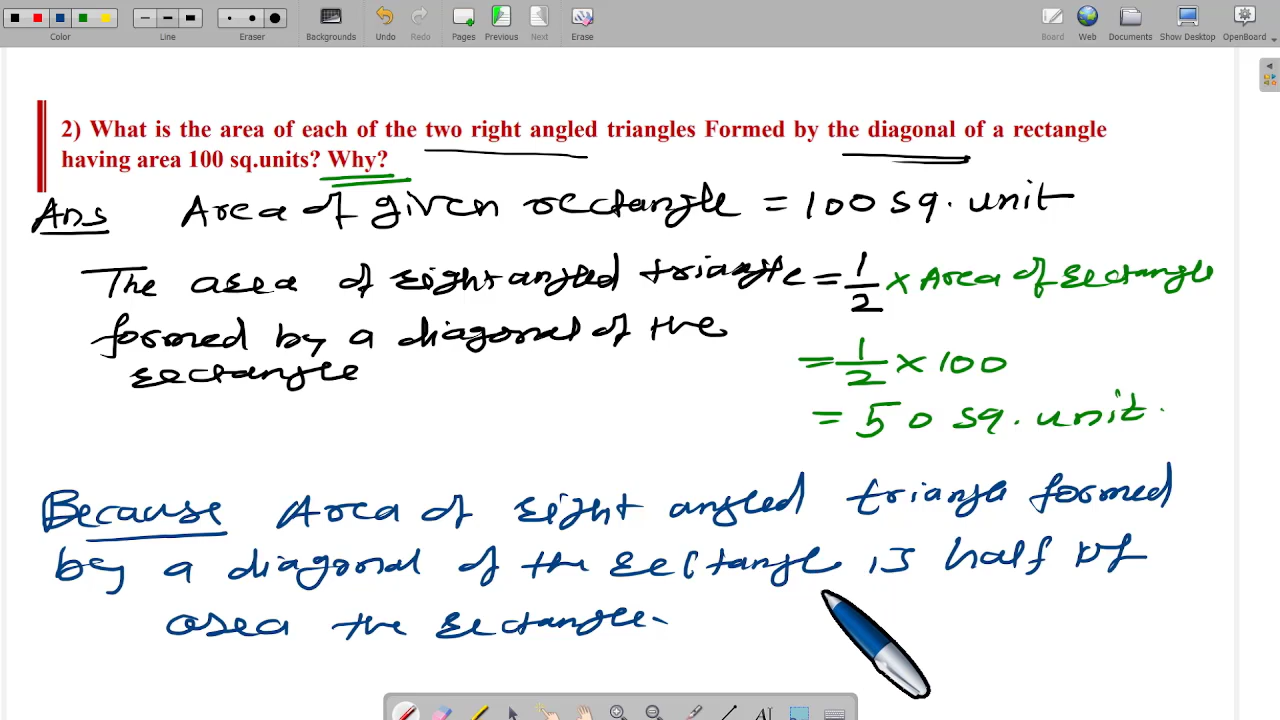 Color
Line
Eraser
Backgrounds
Undo
Redo
Pages
Previous
Next
Erase
Board
Web
Documents
Show Desktop
OpenBoard
2) What is the area of each of the two right angled triangles Formed by the diagonal of a rectangle
having area 100 sq.units? Why?
Ans Area of given rectangle = 100 sq. unit
The area of right angled triangle = 1/2 × Area of rectangle
formed by a diagonal of the
rectangle
= 1/2 × 100
= 50 sq. unit.
Because Area of right angled triangle formed
by a diagonal of the rectangle is half of
area the rectangle.